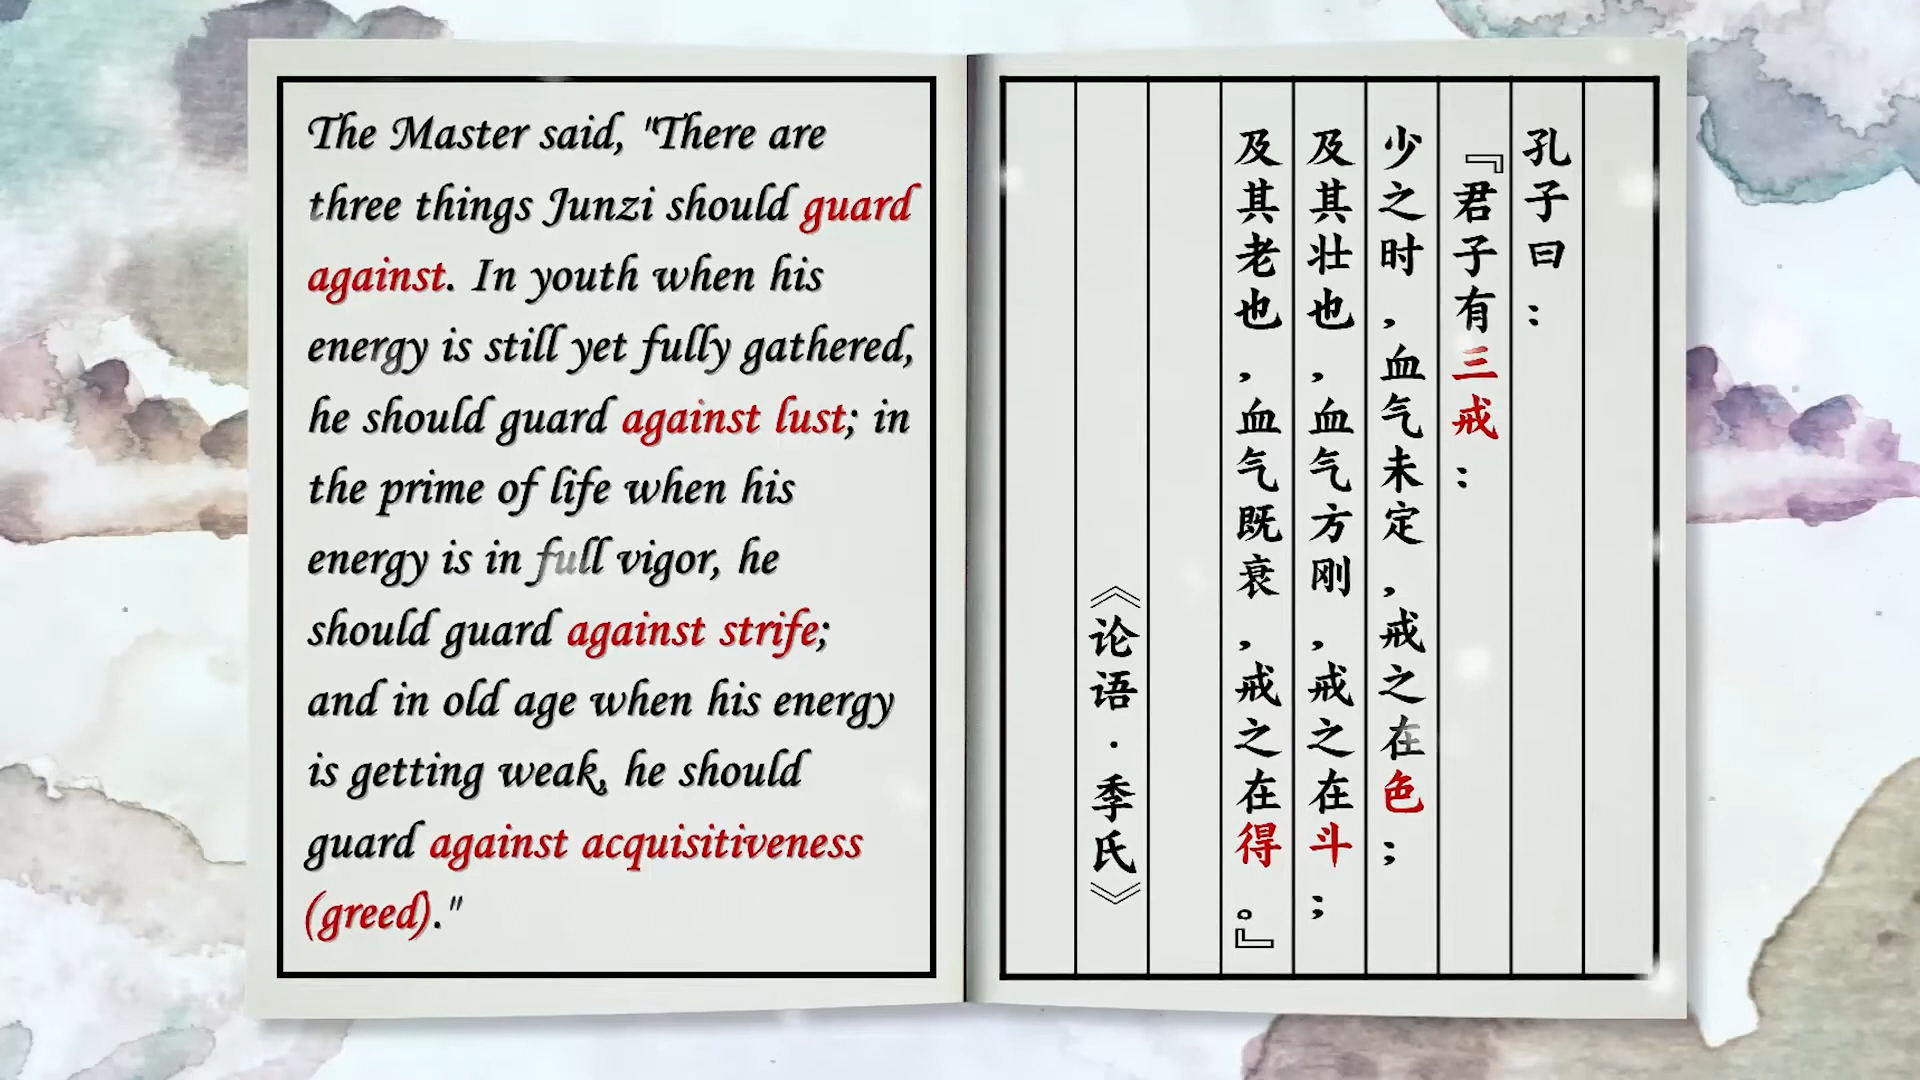 The Master said, "There are
three things Junzi should guard
against. In youth when his
energy is still yet fully gathered,
he should guard against lust; in
the prime of life when his
energy is in full vigor, he
should guard against strife;
and in old age when his energy
is getting weak, he should
guard against acquisitiveness
(greed)."
孔子曰：
『君子有三戒：
少之时，血气未定，戒之在色；
及其壮也，血气方刚，戒之在斗；
及其老也，血气既衰，戒之在得。』
《论语·季氏》